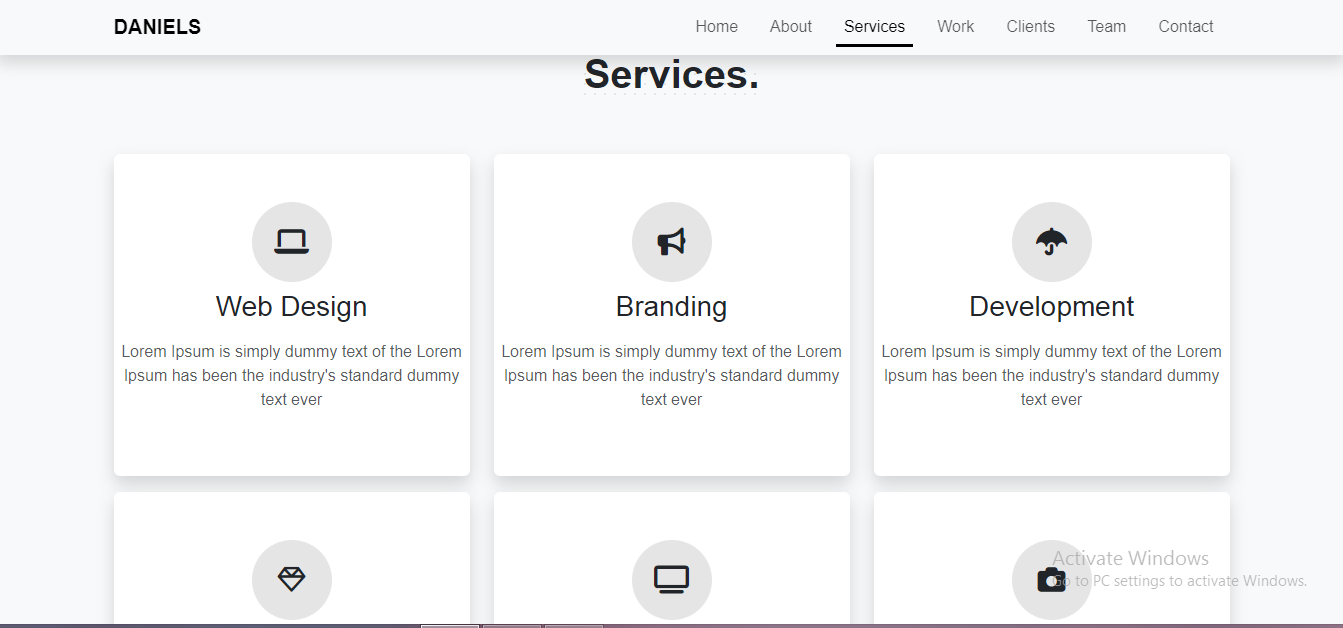 DANIELS Home About Services Work Clients Team Contact
Services.
Web Design
Lorem Ipsum is simply dummy text of the Lorem
Ipsum has been the industry's standard dummy
text ever
Branding
Lorem Ipsum is simply dummy text of the Lorem
Ipsum has been the industry's standard dummy
text ever
Development
Lorem Ipsum is simply dummy text of the Lorem
Ipsum has been the industry's standard dummy
text ever
Activate Windows
Go to PC settings to activate Windows.